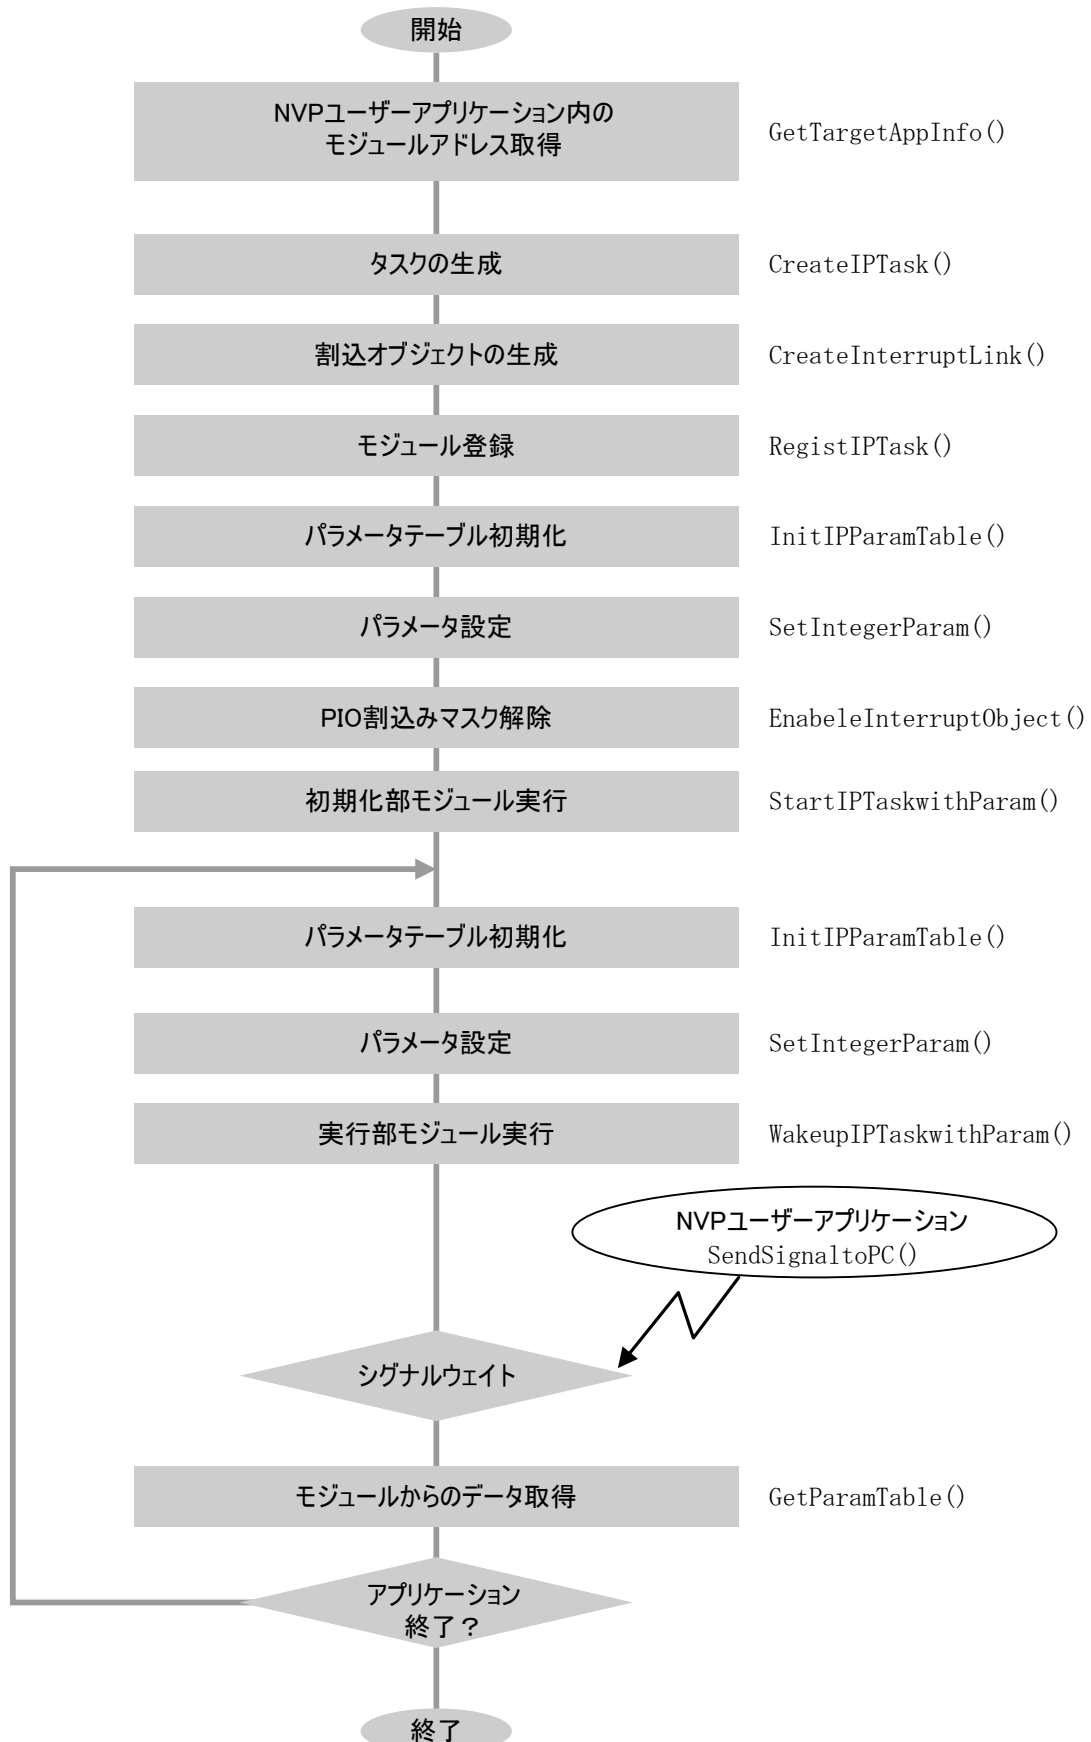 開始
NVPユーザーアプリケーション内の
モジュールアドレス取得
GetTargetAppInfo()
タスクの生成
CreateIPTask()
割込オブジェクトの生成
CreateInterruptLink()
モジュール登録
RegistIPTask()
パラメータテーブル初期化
InitIPParamTable()
パラメータ設定
SetIntegerParam()
PIO割込みマスク解除
EnabeleInterruptObject()
初期化部モジュール実行
StartIPTaskwithParam()
パラメータテーブル初期化
InitIPParamTable()
パラメータ設定
SetIntegerParam()
実行部モジュール実行
WakeupIPTaskwithParam()
NVPユーザーアプリケーション
SendSignaltoPC()
シグナルウェイト
モジュールからのデータ取得
GetParamTable()
アプリケーション
終了？
終了